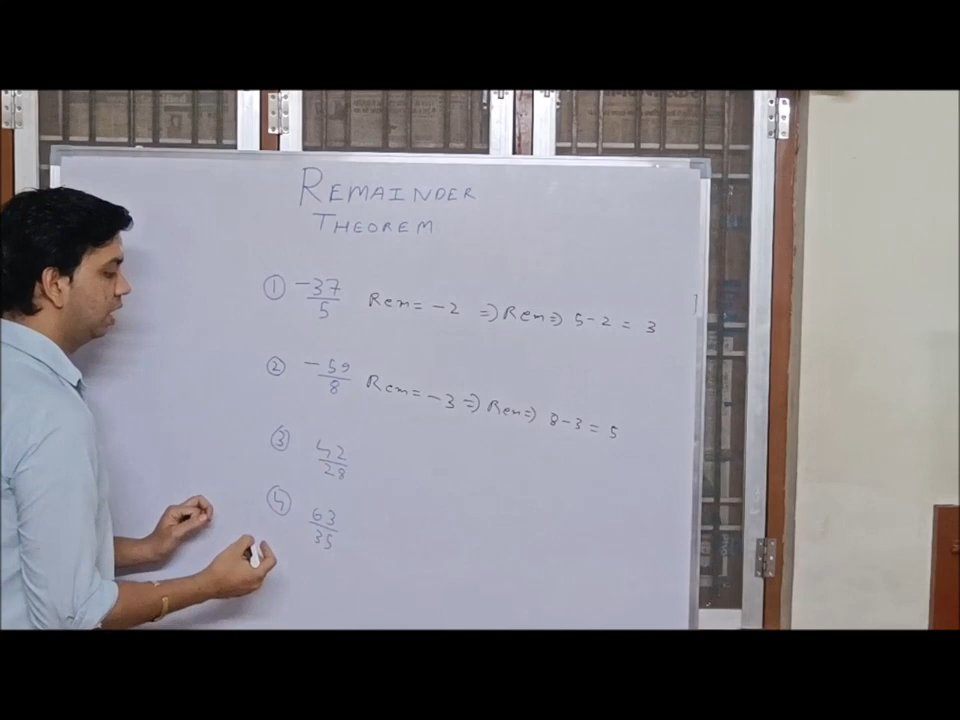 REMAINDER
THEOREM
① -37/5 Rem = -2 ⇒ Rem ⇒ 5-2 = 3
② -59/8 Rem = -3 ⇒ Rem ⇒ 8-3 = 5
③ 42/28
④ 63/35